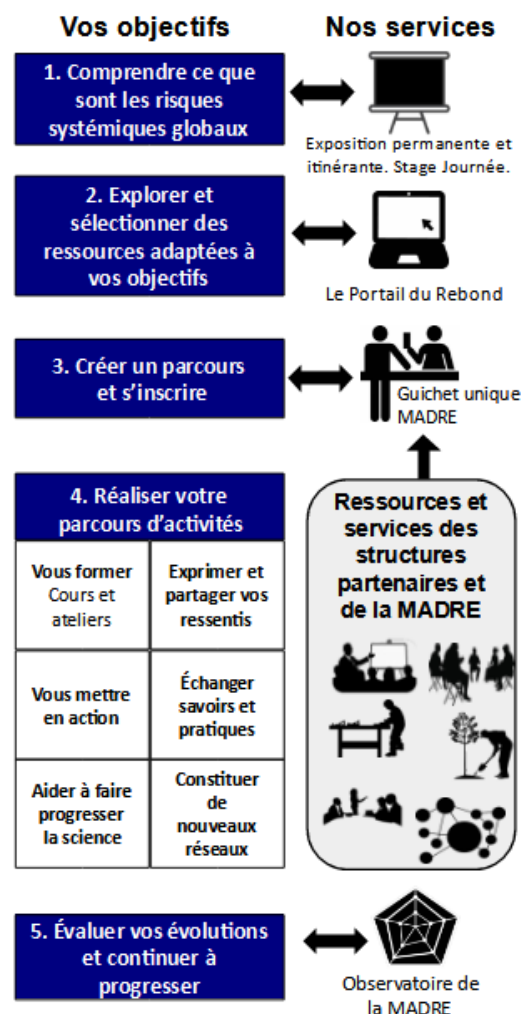 Vos objectifs
Nos services
1. Comprendre ce que
sont les risques
systémiques globaux
Exposition permanente et
itinérante. Stage Journée.
2. Explorer et
sélectionner des
ressources adaptées à
vos objectifs
Le Portail du Rebond
3. Créer un parcours
et s’inscrire
Guichet unique
MADRE
4. Réaliser votre
parcours d’activités
Vous former
Cours et
ateliers
Exprimer et
partager vos
ressentis
Vous mettre
en action
Échanger
savoirs et
pratiques
Aider à faire
progresser
la science
Constituer
de
nouveaux
réseaux
Ressources et
services des
structures
partenaires et
de la MADRE
5. Évaluer vos évolutions
et continuer à
progresser
Observatoire de
la MADRE